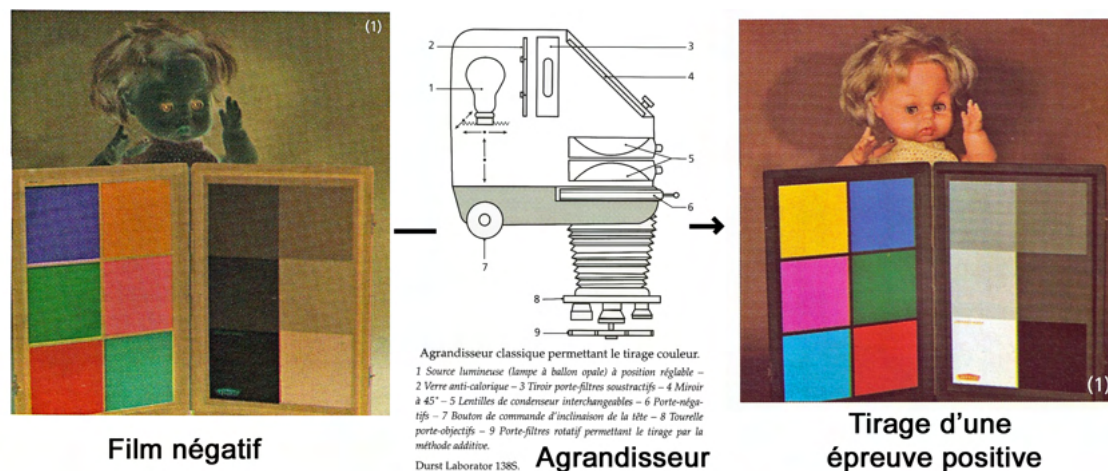 (1)
2
3
4
1
5
6
7
8
9
Agrandisseur classique permettant le tirage couleur.
1 Source lumineuse (lampe à ballon opale) à position réglable –
2 Verre anti-calorique – 3 Tiroir porte-filtres soustractifs – 4 Miroir
à 45° – 5 Lentilles de condenseur interchangeables – 6 Porte-néga-
tifs – 7 Bouton de commande d'inclinaison de la tête – 8 Tourelle
porte-objectifs – 9 Porte-filtres rotatif permettant le tirage par la
méthode additive.
Durst Laborator 138S.
(1)
Film négatif
Agrandisseur
Tirage d'une
épreuve positive